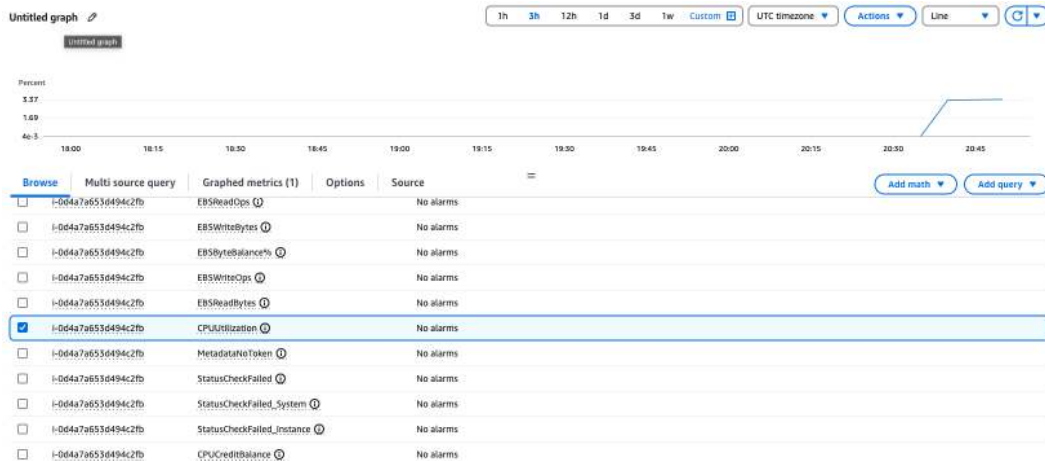 Untitled graph
1h 3h 12h 1d 3d 1w Custom UTC timezone Actions Line
Untitled graph
Percent
3.37
1.69
4e-3
18:00 18:15 18:30 18:45 19:00 19:15 19:30 19:45 20:00 20:15 20:30 20:45
Browse Multi source query Graphed metrics (1) Options Source Add math Add query
i-0d4a7a653d494c2fb EBSReadOps No alarms
i-0d4a7a653d494c2fb EBSWriteBytes No alarms
i-0d4a7a653d494c2fb EBSByteBalance% No alarms
i-0d4a7a653d494c2fb EBSWriteOps No alarms
i-0d4a7a653d494c2fb EBSReadBytes No alarms
i-0d4a7a653d494c2fb CPUUtilization No alarms
i-0d4a7a653d494c2fb MetadataNoToken No alarms
i-0d4a7a653d494c2fb StatusCheckFailed No alarms
i-0d4a7a653d494c2fb StatusCheckFailed_System No alarms
i-0d4a7a653d494c2fb StatusCheckFailed_Instance No alarms
i-0d4a7a653d494c2fb CPUCreditBalance No alarms